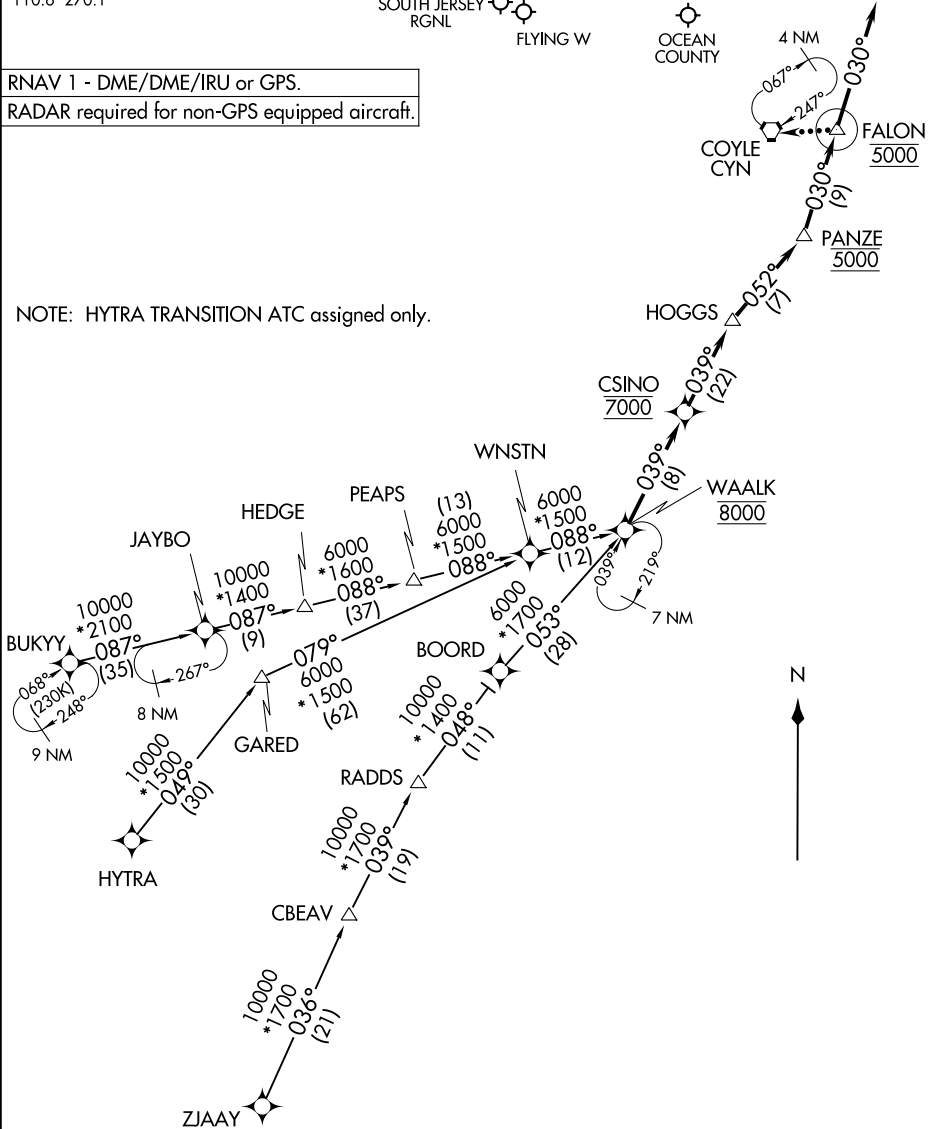 SOUTH JERSEY
RGNL
FLYING W
OCEAN
COUNTY
4 NM
067°
247°
030°
RNAV 1 - DME/DME/IRU or GPS.
RADAR required for non-GPS equipped aircraft.
COYLE
CYN
FALON
5000
030°
(9)
PANZE
5000
052°
(7)
NOTE: HYTRA TRANSITION ATC assigned only.
HOGGS
039°
(22)
CSINO
7000
039°
(8)
WNSTN
WAALK
8000
039°
219°
7 NM
PEAPS
HEDGE
JAYBO
BUKYY
10000
*2100
087°
(35)
10000
*1400
087°
(9)
6000
*1600
088°
(37)
(13)
6000
*1500
088°
6000
*1500
088°
(12)
068°
(230K)
248°
9 NM
267°
8 NM
079°
6000
*1500
(62)
GARED
10000
*1500
049°
(30)
HYTRA
6000
*1700
053°
(28)
BOORD
10000
*1400
048°
(11)
RADDS
10000
*1700
039°
(19)
CBEAV
10000
*1700
036°
(21)
ZJAAY
N